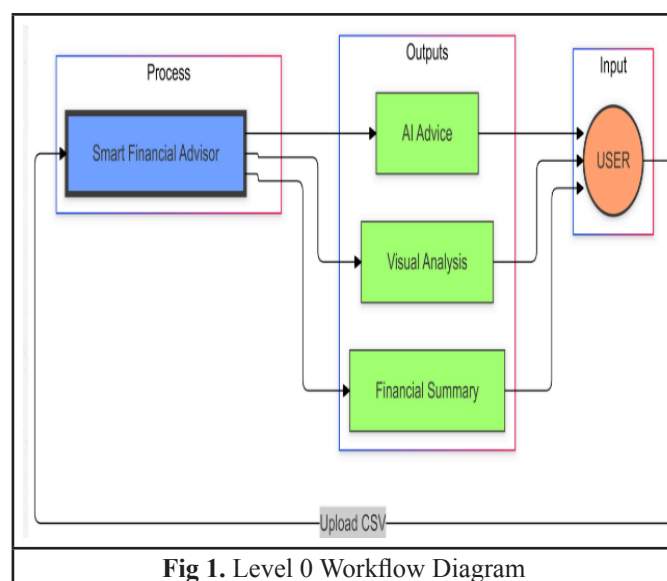 Process
Smart Financial Advisor
Outputs
AI Advice
Visual Analysis
Financial Summary
Input
USER
Upload CSV
Fig 1. Level 0 Workflow Diagram